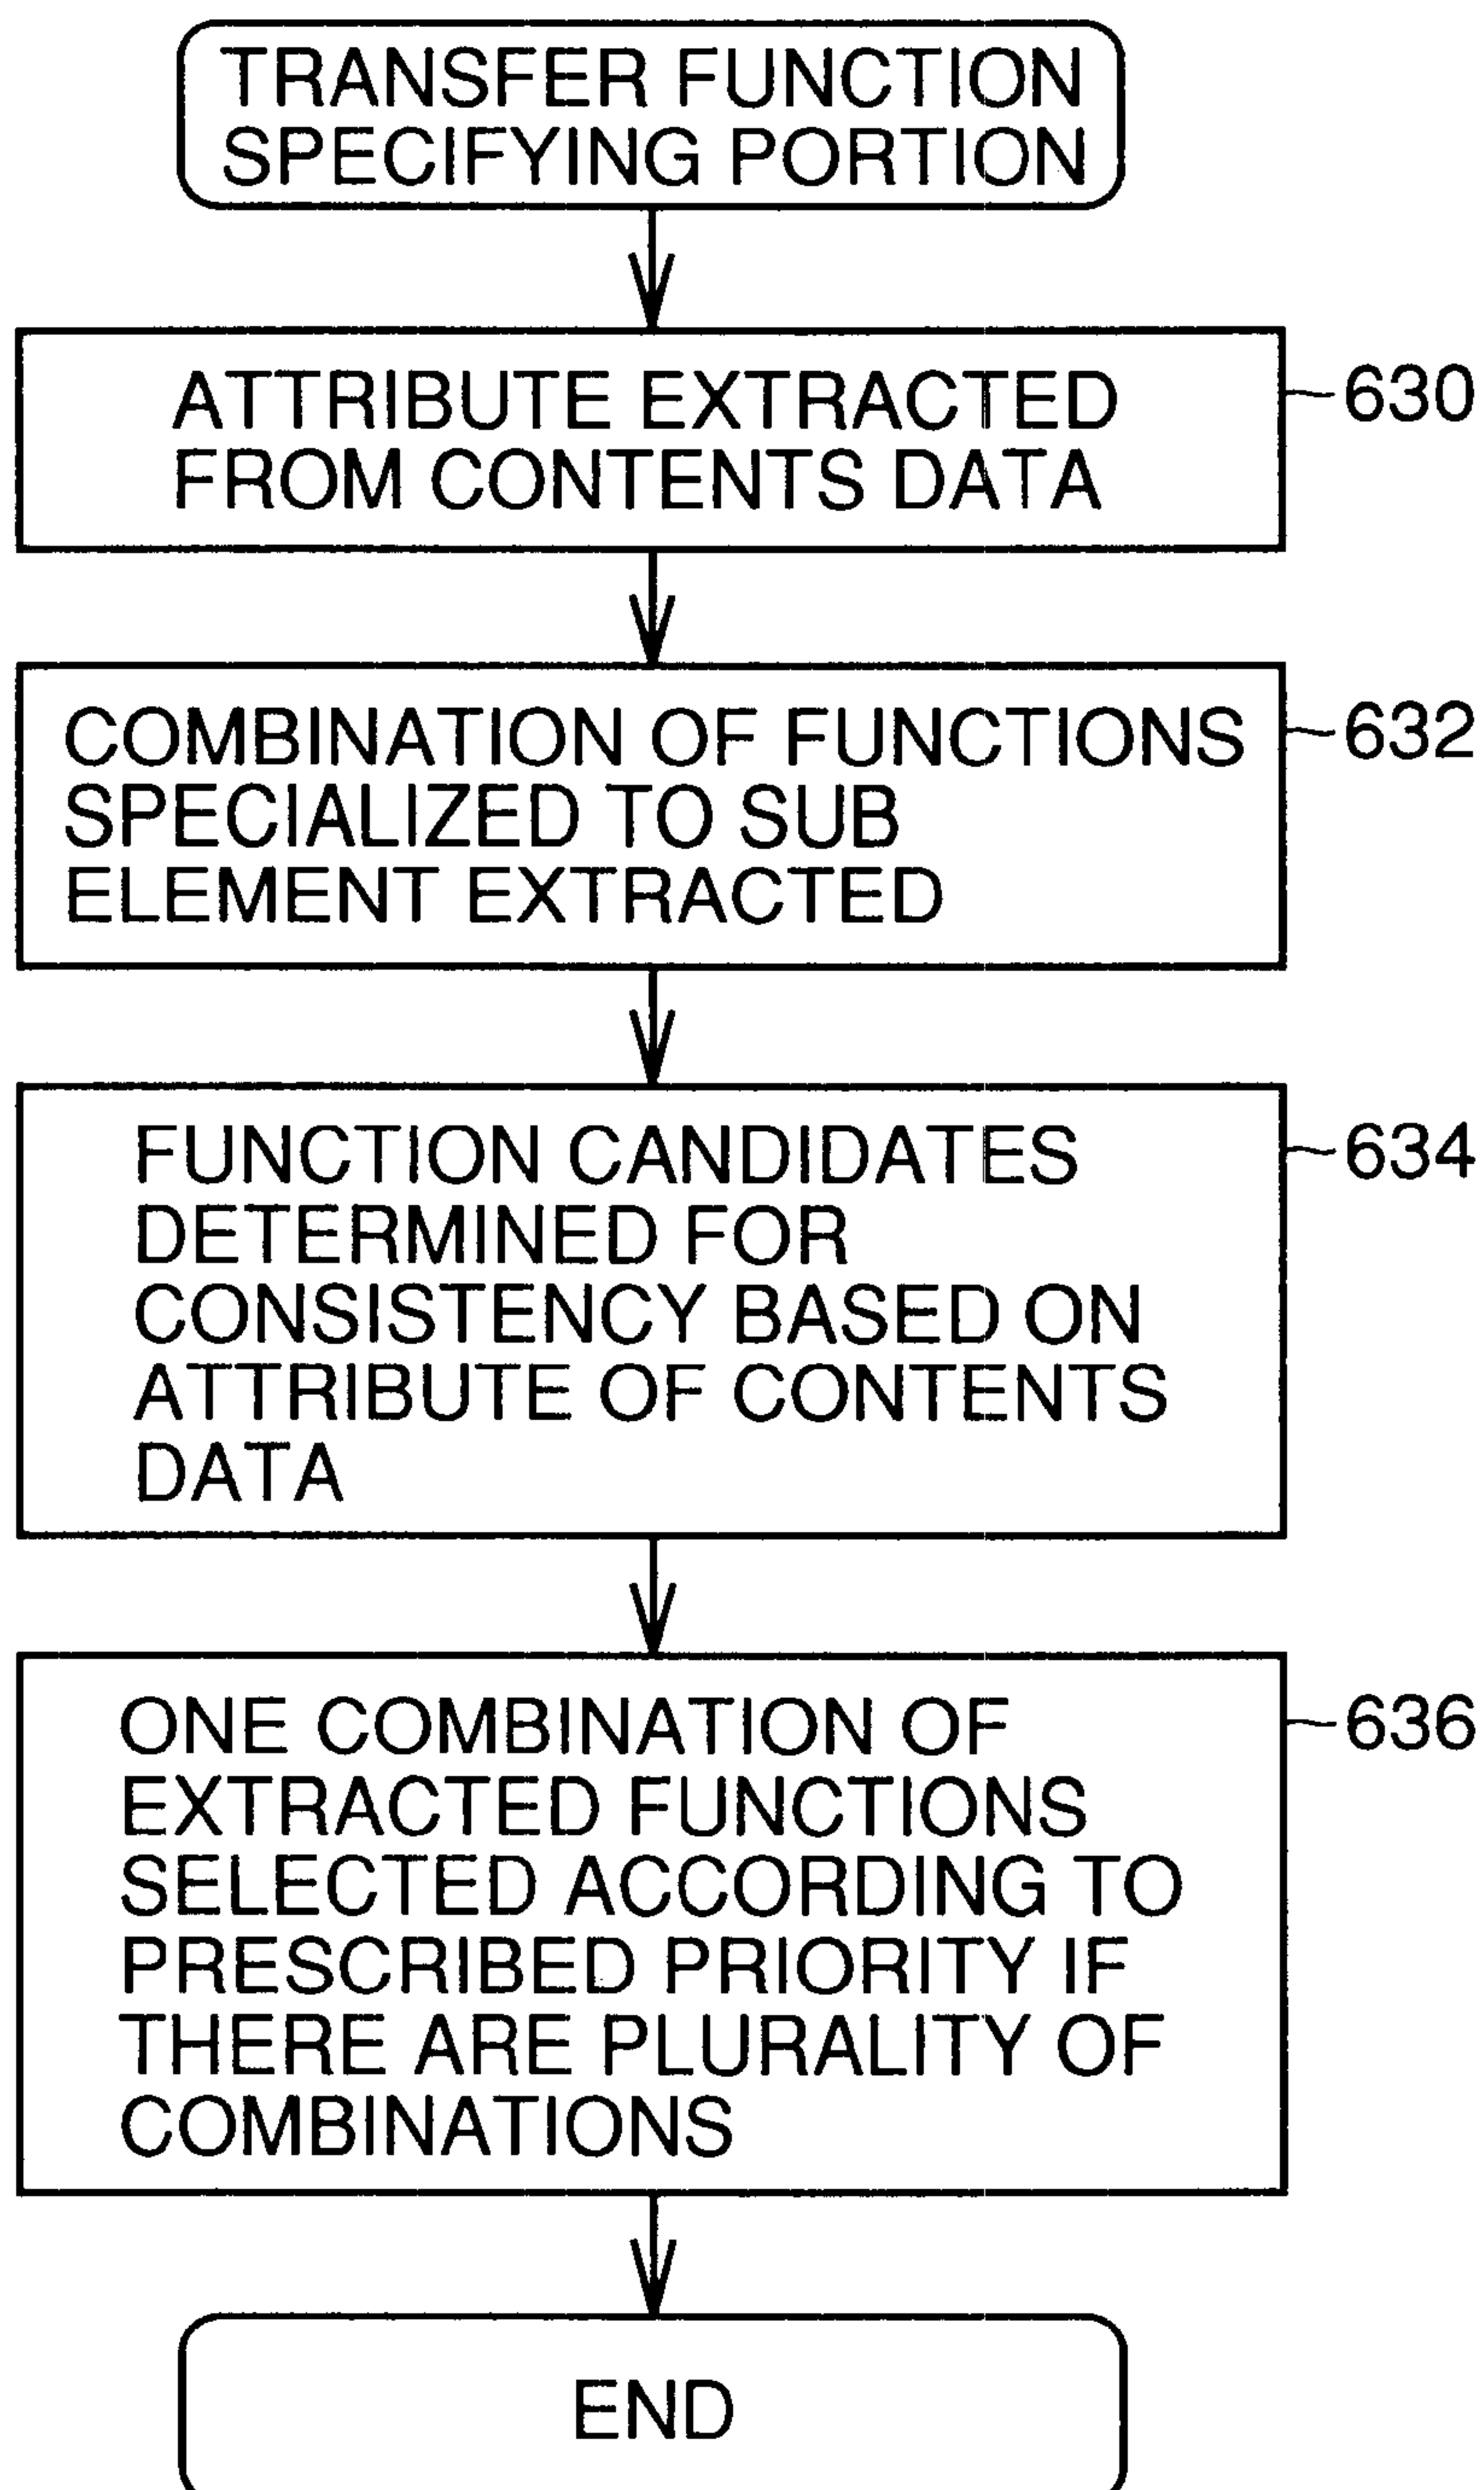 TRANSFER FUNCTION
SPECIFYING PORTION
ATTRIBUTE EXTRACTED
FROM CONTENTS DATA
630
COMBINATION OF FUNCTIONS
SPECIALIZED TO SUB
ELEMENT EXTRACTED
632
FUNCTION CANDIDATES
DETERMINED FOR
CONSISTENCY BASED ON
ATTRIBUTE OF CONTENTS
DATA
634
ONE COMBINATION OF
EXTRACTED FUNCTIONS
SELECTED ACCORDING TO
PRESCRIBED PRIORITY IF
THERE ARE PLURALITY OF
COMBINATIONS
636
END